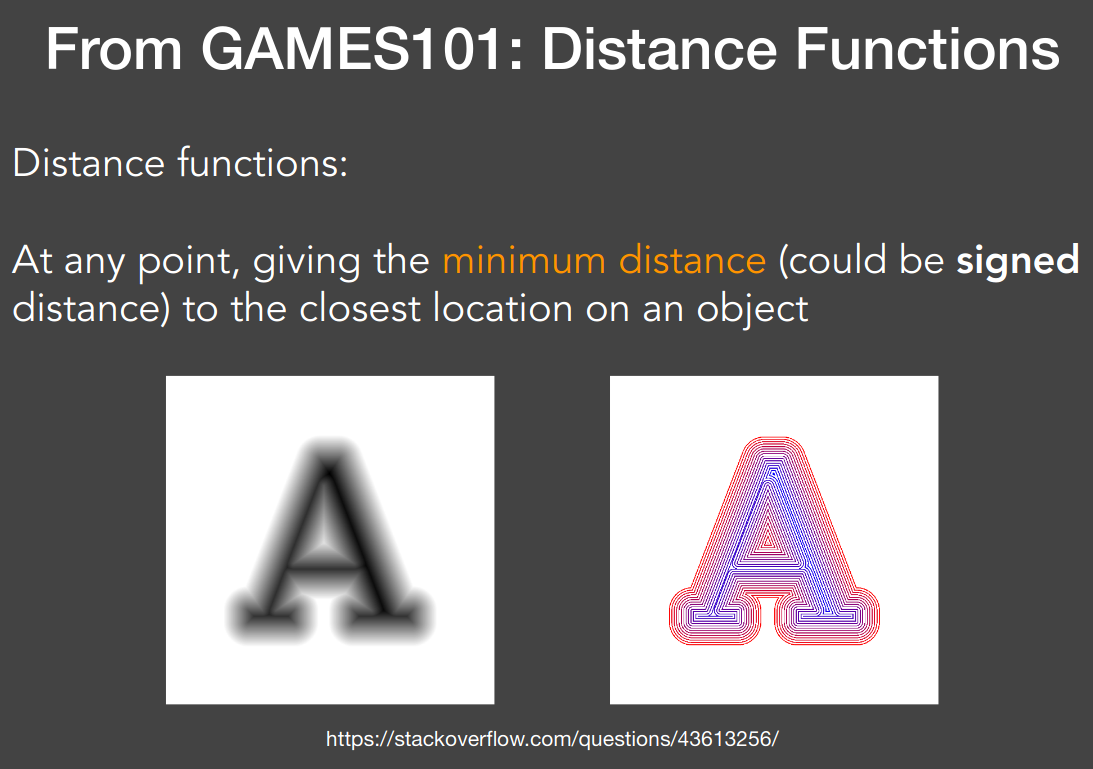 From GAMES101: Distance Functions
Distance functions:
At any point, giving the minimum distance (could be signed
distance) to the closest location on an object
A
A
https://stackoverflow.com/questions/43613256/